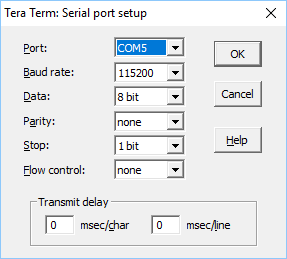 Tera Term: Serial port setup
Port: COM5 OK
Baud rate: 115200
Data: 8 bit Cancel
Parity: none
Stop: 1 bit Help
Flow control: none
Transmit delay
0 msec/char 0 msec/line